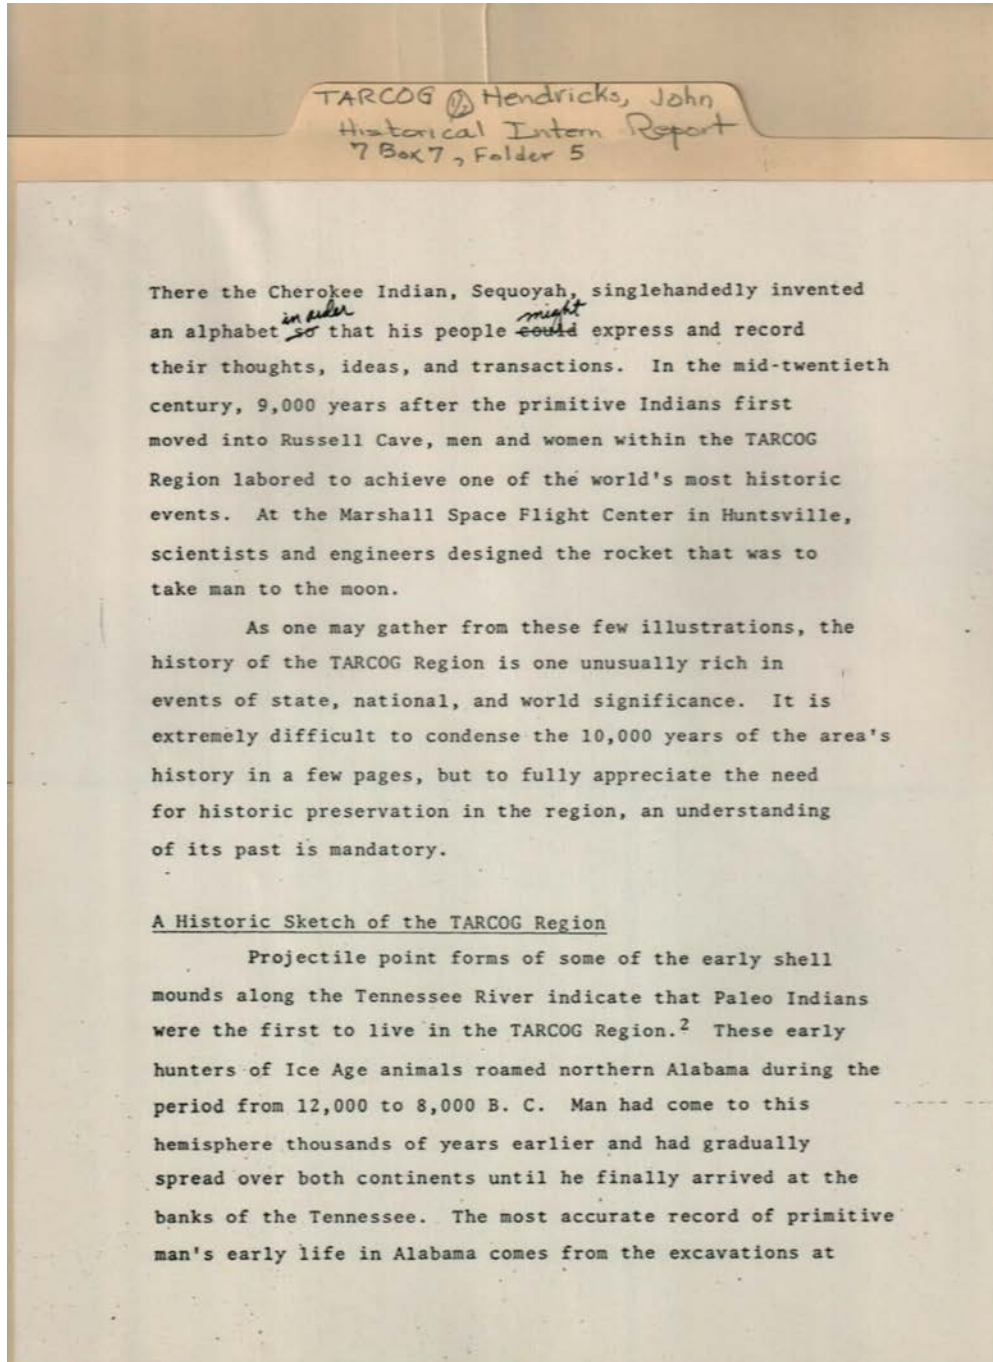 TARCOG Hendricks, John
Historical Intern Report
7 Box 7, Folder 5
There the Cherokee Indian, Sequoyah, singlehandedly invented
in order might
an alphabet so that his people could express and record
their thoughts, ideas, and transactions. In the mid-twentieth
century, 9,000 years after the primitive Indians first
moved into Russell Cave, men and women within the TARCOG
Region labored to achieve one of the world's most historic
events. At the Marshall Space Flight Center in Huntsville,
scientists and engineers designed the rocket that was to
take man to the moon.
As one may gather from these few illustrations, the
history of the TARCOG Region is one unusually rich in
events of state, national, and world significance. It is
extremely difficult to condense the 10,000 years of the area's
history in a few pages, but to fully appreciate the need
for historic preservation in the region, an understanding
of its past is mandatory.
A Historic Sketch of the TARCOG Region
Projectile point forms of some of the early shell
mounds along the Tennessee River indicate that Paleo Indians
were the first to live in the TARCOG Region.2 These early
hunters of Ice Age animals roamed northern Alabama during the
period from 12,000 to 8,000 B. C. Man had come to this
hemisphere thousands of years earlier and had gradually
spread over both continents until he finally arrived at the
banks of the Tennessee. The most accurate record of primitive
man's early life in Alabama comes from the excavations at